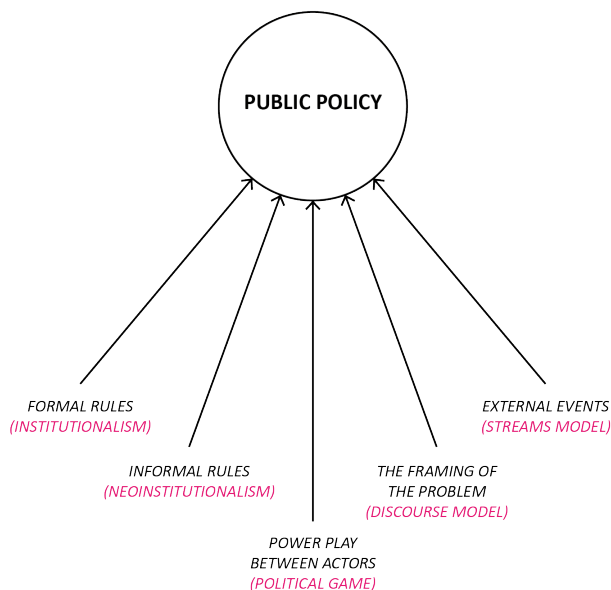 PUBLIC POLICY
FORMAL RULES
(INSTITUTIONALISM)
INFORMAL RULES
(NEOINSTITUTIONALISM)
POWER PLAY
BETWEEN ACTORS
(POLITICAL GAME)
THE FRAMING OF
THE PROBLEM
(DISCOURSE MODEL)
EXTERNAL EVENTS
(STREAMS MODEL)